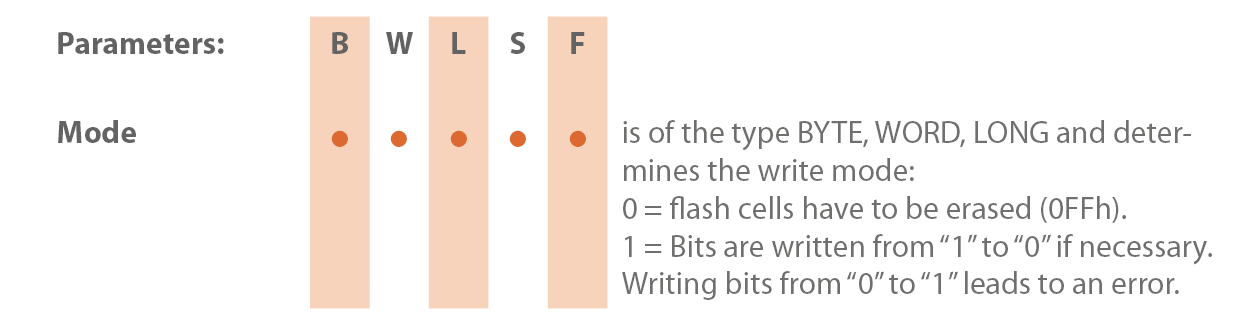 Parameters: B W L S F
Mode ● ● ● ● ● is of the type BYTE, WORD, LONG and deter-
mines the write mode:
0 = flash cells have to be erased (0FFh).
1 = Bits are written from “1” to “0” if necessary.
Writing bits from “0” to “1” leads to an error.